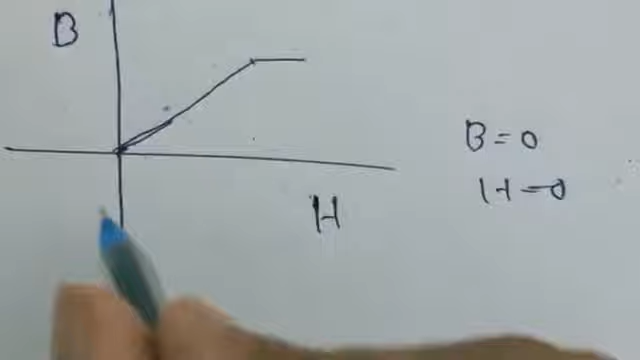 B
B = 0
H = 0
H